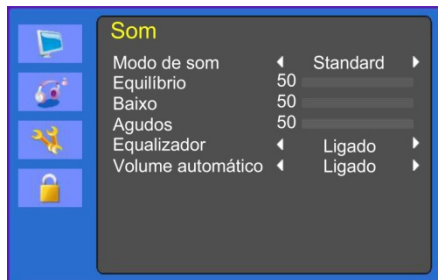 Som
Modo de som Standard
Equilíbrio 50
Baixo 50
Agudos 50
Equalizador Ligado
Volume automático Ligado